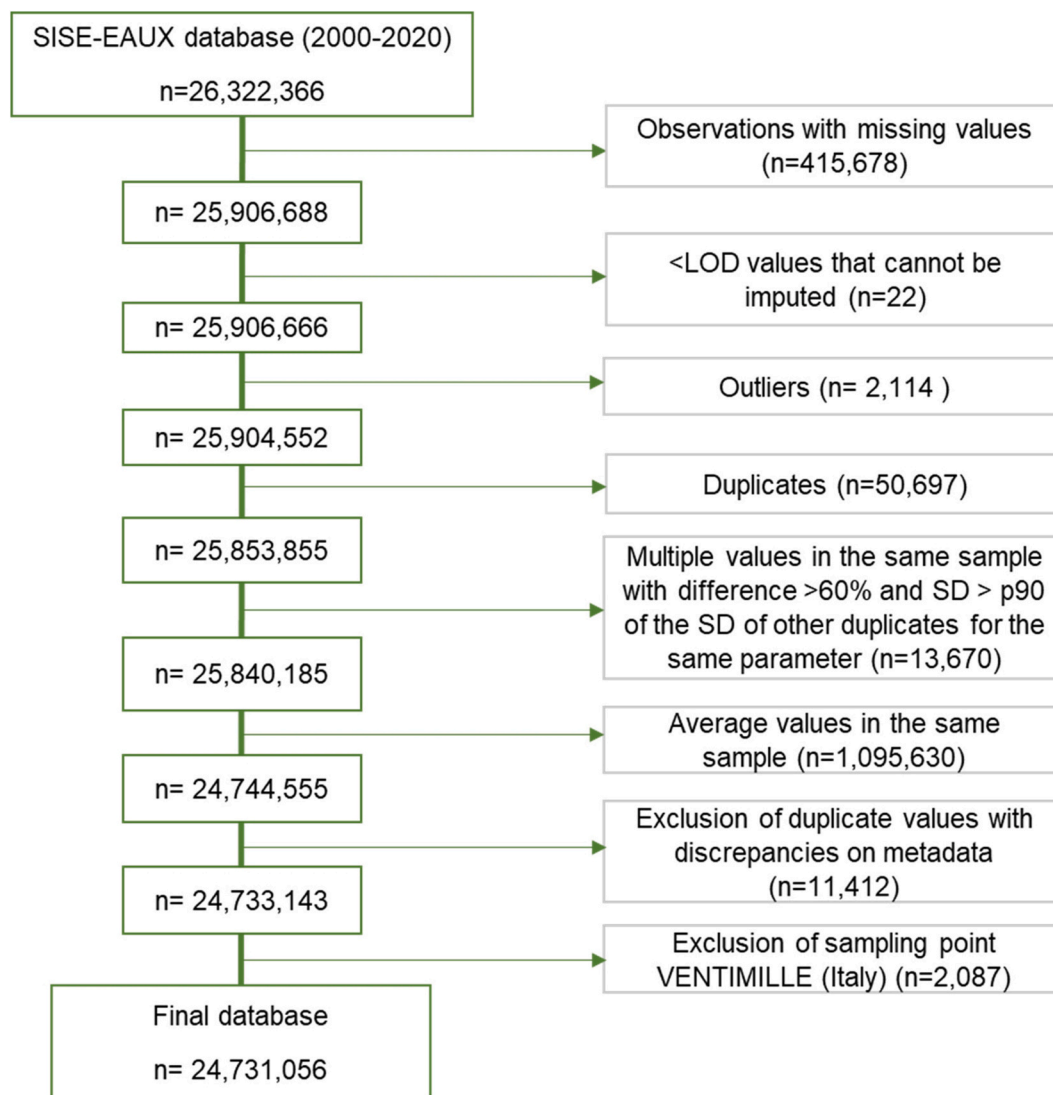 SISE-EAUX database (2000-2020)
n=26,322,366
Observations with missing values
(n=415,678)
n= 25,906,688
<LOD values that cannot be
imputed (n=22)
n= 25,906,666
Outliers (n= 2,114 )
n= 25,904,552
Duplicates (n=50,697)
n= 25,853,855
Multiple values in the same sample
with difference >60% and SD > p90
of the SD of other duplicates for the
same parameter (n=13,670)
n= 25,840,185
Average values in the same
sample (n=1,095,630)
n= 24,744,555
Exclusion of duplicate values with
discrepancies on metadata
(n=11,412)
n= 24,733,143
Exclusion of sampling point
VENTIMILLE (Italy) (n=2,087)
Final database
n= 24,731,056